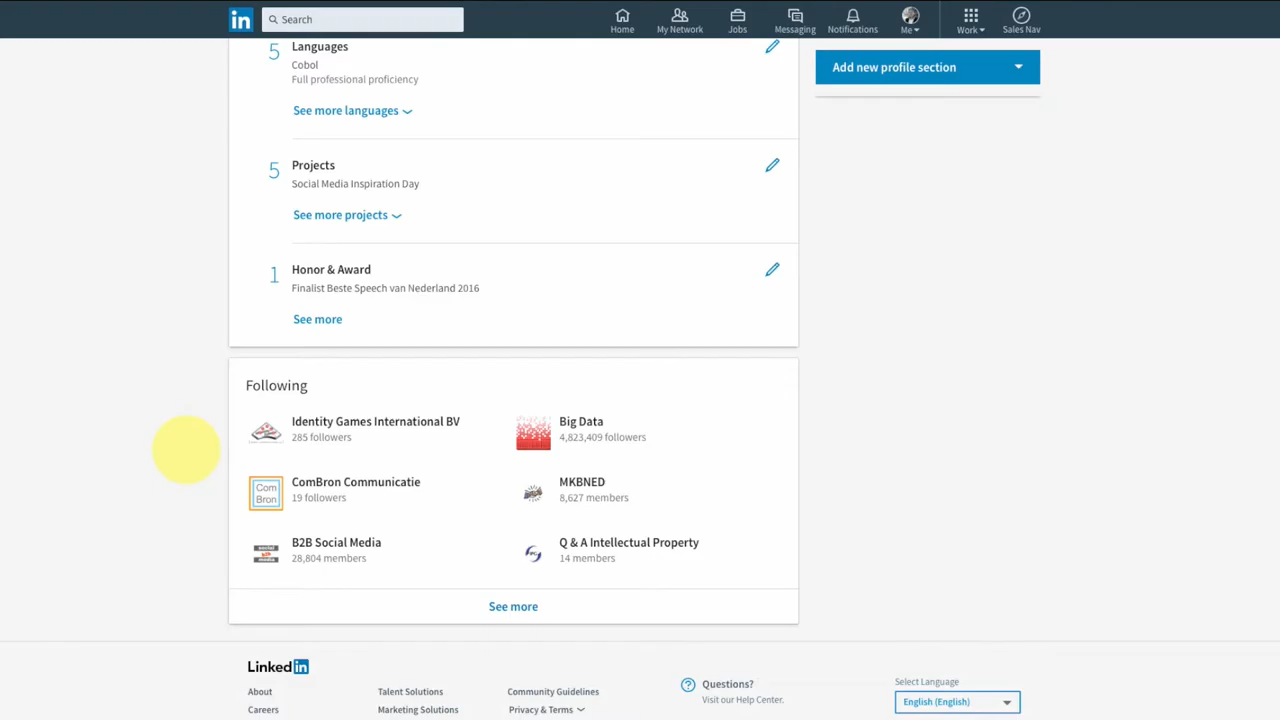 in
Search
Home
My Network
Jobs
Messaging
Notifications
Me
Work
Sales Nav
5
Languages
Cobol
Full professional proficiency
See more languages
Add new profile section
5
Projects
Social Media Inspiration Day
See more projects
1
Honor & Award
Finalist Beste Speech van Nederland 2016
See more
Following
Identity Games International BV
285 followers
Big Data
4,823,409 followers
Com
Bron
ComBron Communicatie
19 followers
MKBNED
8,627 members
B2B Social Media
28,804 members
Q & A Intellectual Property
14 members
See more
Linked in
About
Talent Solutions
Community Guidelines
Careers
Marketing Solutions
Privacy & Terms
Questions?
Visit our Help Center.
Select Language
English (English)